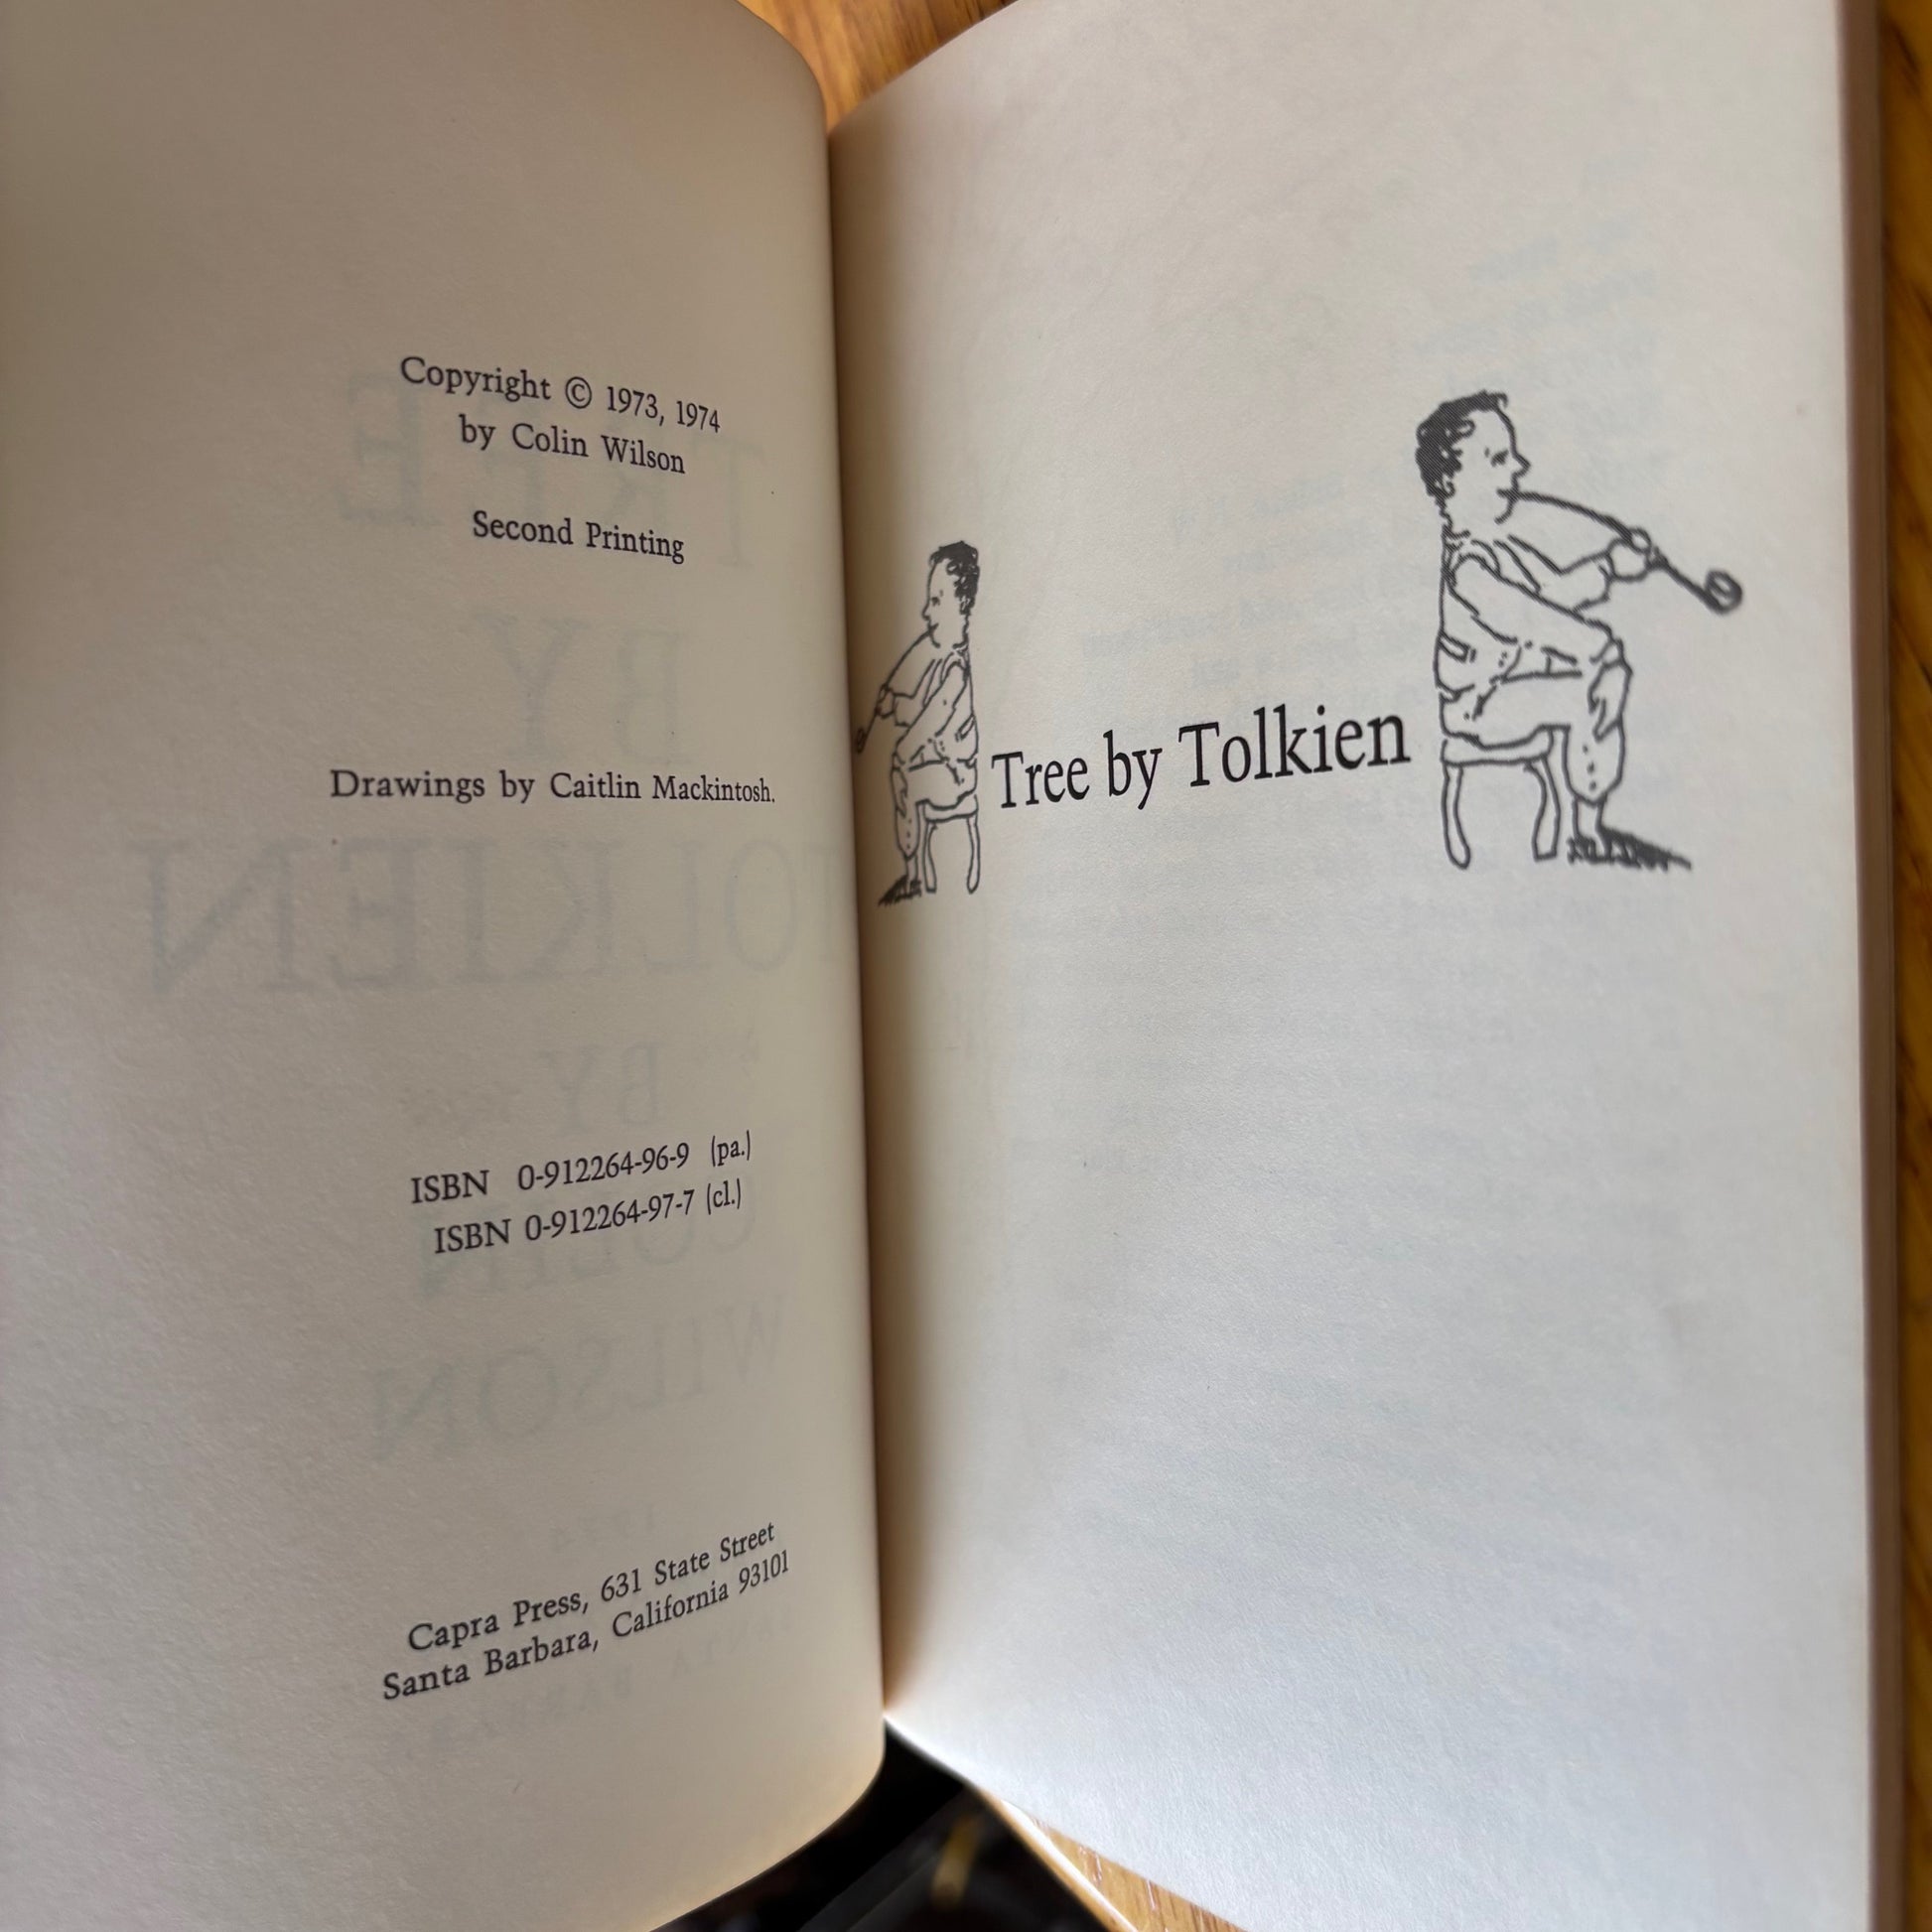 Copyright © 1973, 1974
by Colin Wilson
Second Printing
Drawings by Caitlin Mackintosh.
ISBN 0-912264-96-9 (pa.)
ISBN 0-912264-97-7 (cl.)
Capra Press, 631 State Street
Santa Barbara, California 93101
Tree by Tolkien